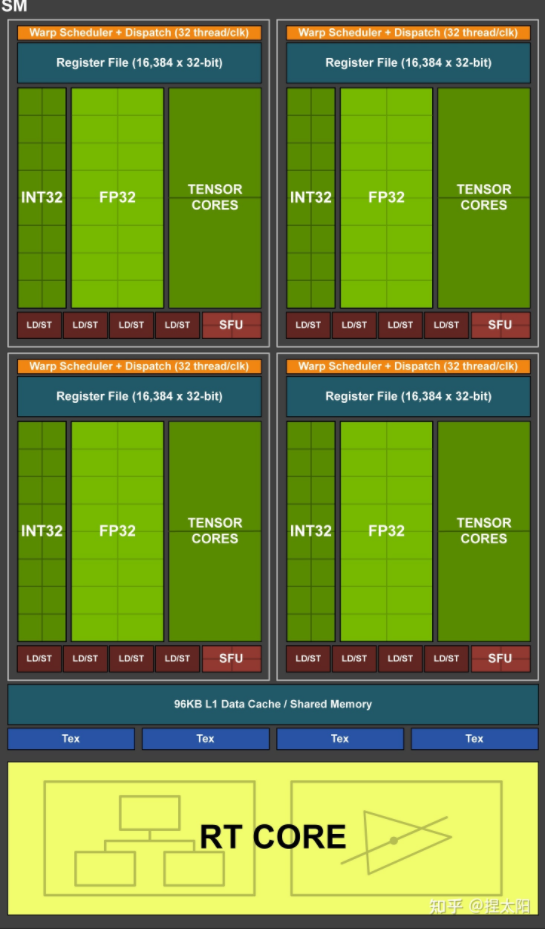 SM
Warp Scheduler + Dispatch (32 thread/clk)
Register File (16,384 x 32-bit)
INT32
FP32
TENSOR
CORES
LD/ST
LD/ST
LD/ST
LD/ST
SFU
Warp Scheduler + Dispatch (32 thread/clk)
Register File (16,384 x 32-bit)
INT32
FP32
TENSOR
CORES
LD/ST
LD/ST
LD/ST
LD/ST
SFU
Warp Scheduler + Dispatch (32 thread/clk)
Register File (16,384 x 32-bit)
INT32
FP32
TENSOR
CORES
LD/ST
LD/ST
LD/ST
LD/ST
SFU
Warp Scheduler + Dispatch (32 thread/clk)
Register File (16,384 x 32-bit)
INT32
FP32
TENSOR
CORES
LD/ST
LD/ST
LD/ST
LD/ST
SFU
96KB L1 Data Cache / Shared Memory
Tex
Tex
Tex
Tex
RT CORE
知乎 @捏太阳